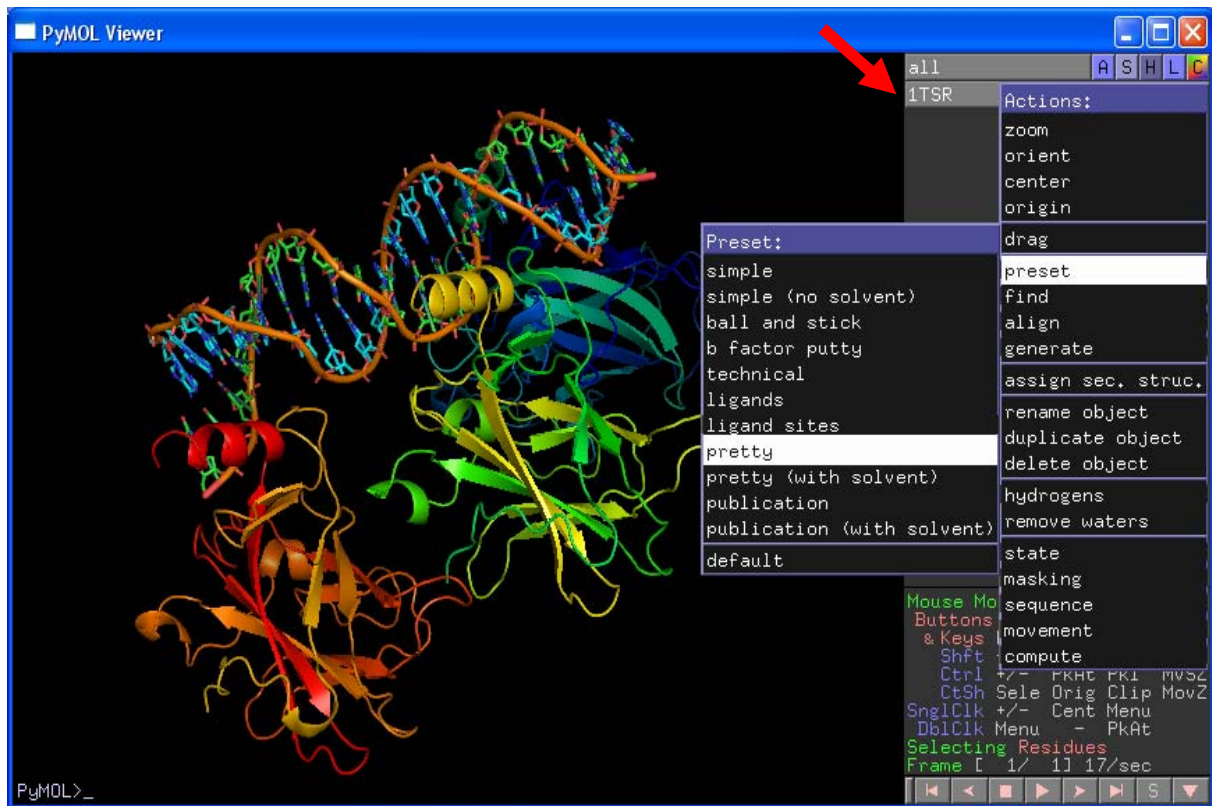 PyMOL Viewer
all
A S H L C
1TSR
Actions:
zoom
orient
center
origin
drag
preset
find
align
generate
assign sec. struc.
rename object
duplicate object
delete object
hydrogens
remove waters
state
masking
sequence
movement
compute
Preset:
simple
simple (no solvent)
ball and stick
b factor putty
technical
ligands
ligand sites
pretty
pretty (with solvent)
publication
publication (with solvent)
default
Mouse Mo
Buttons
& Keys
Shft
Ctrl +/- PkAt Pk1 MvSZ
CtSh Sele Orig Clip MovZ
SnglClk +/- Cent Menu
DblClk Menu - PkAt
Selecting Residues
Frame [ 1/ 1] 17/sec
S
PyMOL>_